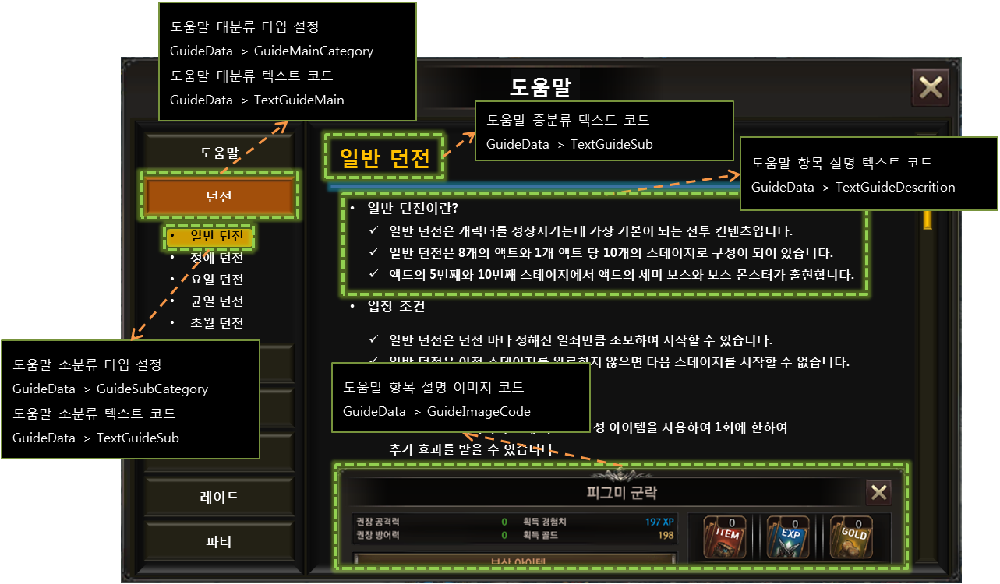 도움말 대분류 타입 설정
GuideData > GuideMainCategory
도움말 대분류 텍스트 코드
GuideData > TextGuideMain
도움말
도움말 중분류 텍스트 코드
GuideData > TextGuideSub
도움말 항목 설명 텍스트 코드
GuideData > TextGuideDescrition
도움말
던전
• 일반 던전
• 정예 던전
• 요일 던전
• 균열 던전
• 초월 던전
도움말 소분류 타입 설정
GuideData > GuideSubCategory
도움말 소분류 텍스트 코드
GuideData > TextGuideSub
레이드
파티
일반 던전
• 일반 던전이란?
✓ 일반 던전은 캐릭터를 성장시키는데 가장 기본이 되는 전투 컨텐츠입니다.
✓ 일반 던전은 8개의 액트와 1개 액트 당 10개의 스테이지로 구성이 되어 있습니다.
✓ 액트의 5번째와 10번째 스테이지에서 액트의 세미 보스와 보스 몬스터가 출현합니다.
• 입장 조건
✓ 일반 던전은 던전 마다 정해진 열쇠만큼 소모하여 시작할 수 있습니다.
✓ 일반 던전은 이전 스테이지를 완료하지 않으면 다음 스테이지를 시작할 수 없습니다.
도움말 항목 설명 이미지 코드
GuideData > GuideImageCode
아이템을 사용하여 1회에 한하여
추가 효과를 받을 수 있습니다
피그미 군락
권장 공격력 0 획득 경험치 197 XP
권장 방어력 0 획득 골드 198
0 0 0
ITEM EXP GOLD
보상 아이템